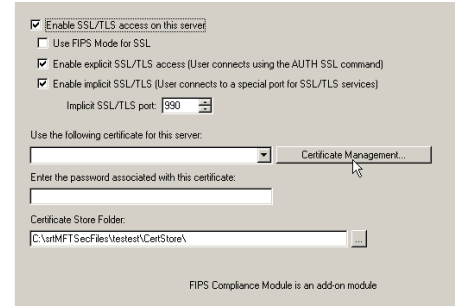 Enable SSL/TLS access on this server
Use FIPS Mode for SSL
Enable explicit SSL/TLS access (User connects using the AUTH SSL command)
Enable implicit SSL/TLS (User connects to a special port for SSL/TLS services)
Implicit SSL/TLS port: 990
Use the following certificate for this server:
Certificate Management...
Enter the password associated with this certificate:
Certificate Store Folder:
C:\srtMFTSecFiles\testest\CertStore\ ...
FIPS Compliance Module is an add-on module